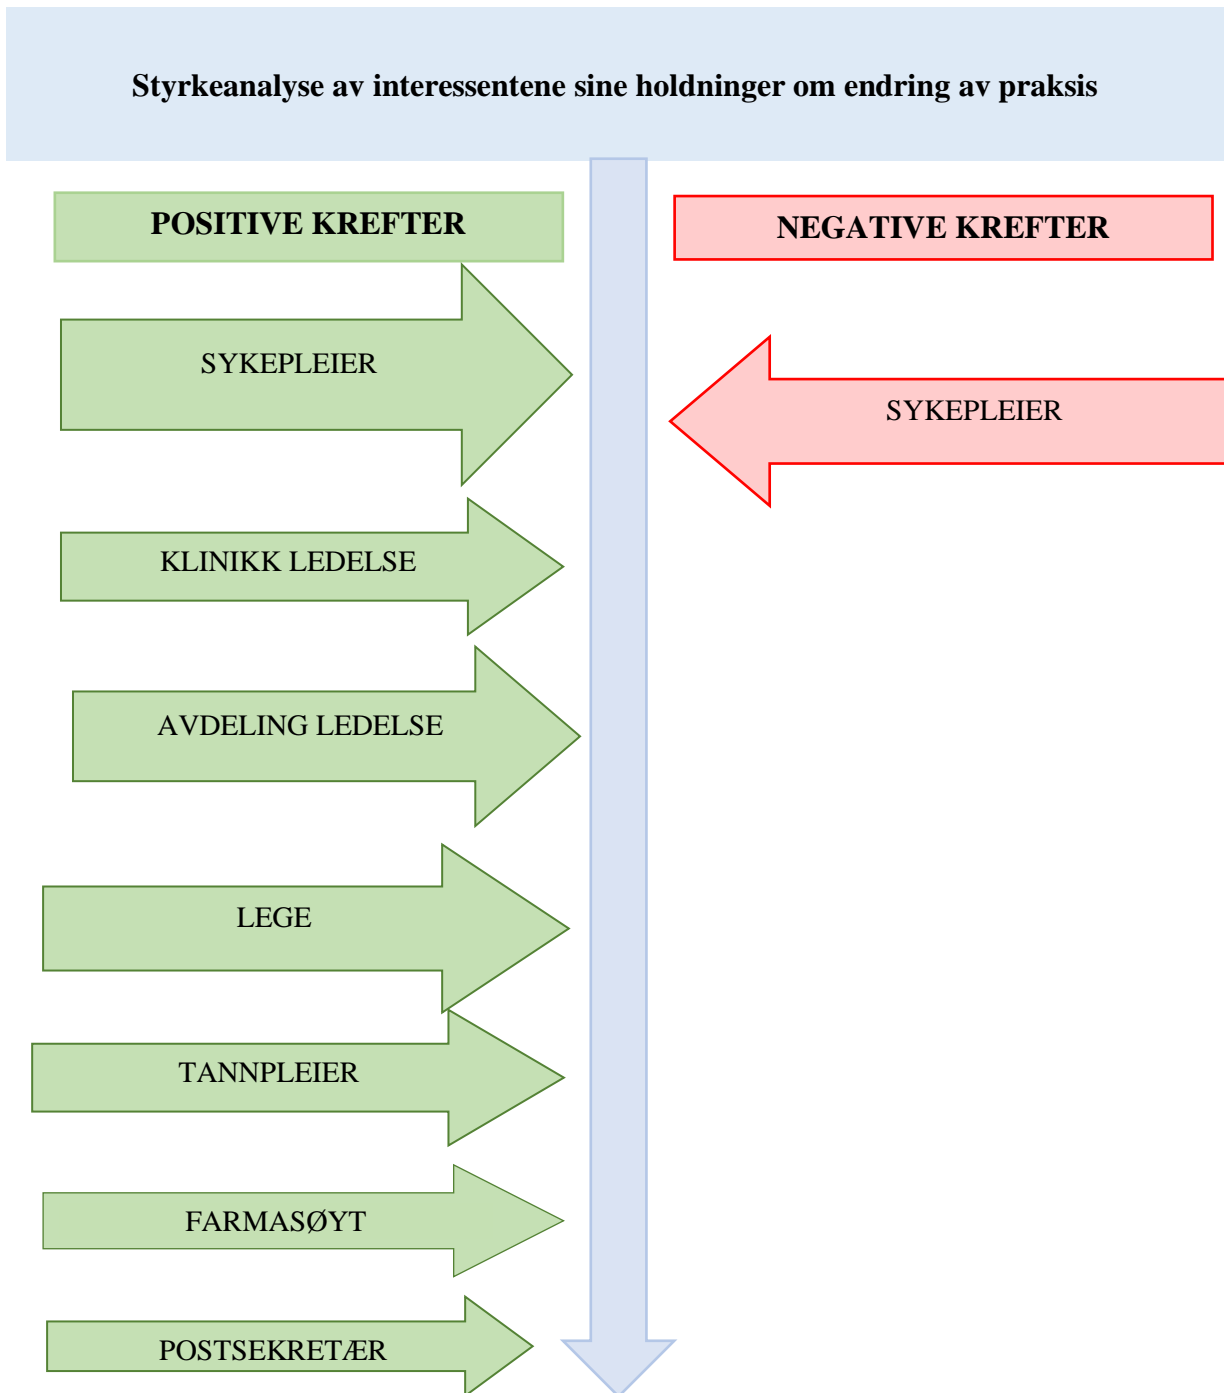 Styrkeanalyse av interessentene sine holdninger om endring av praksis
POSITIVE KREFTER
NEGATIVE KREFTER
SYKEPLEIER
SYKEPLEIER
KLINIKK LEDELSE
AVDELING LEDELSE
LEGE
TANNPLEIER
FARMASØYT
POSTSEKRETÆR